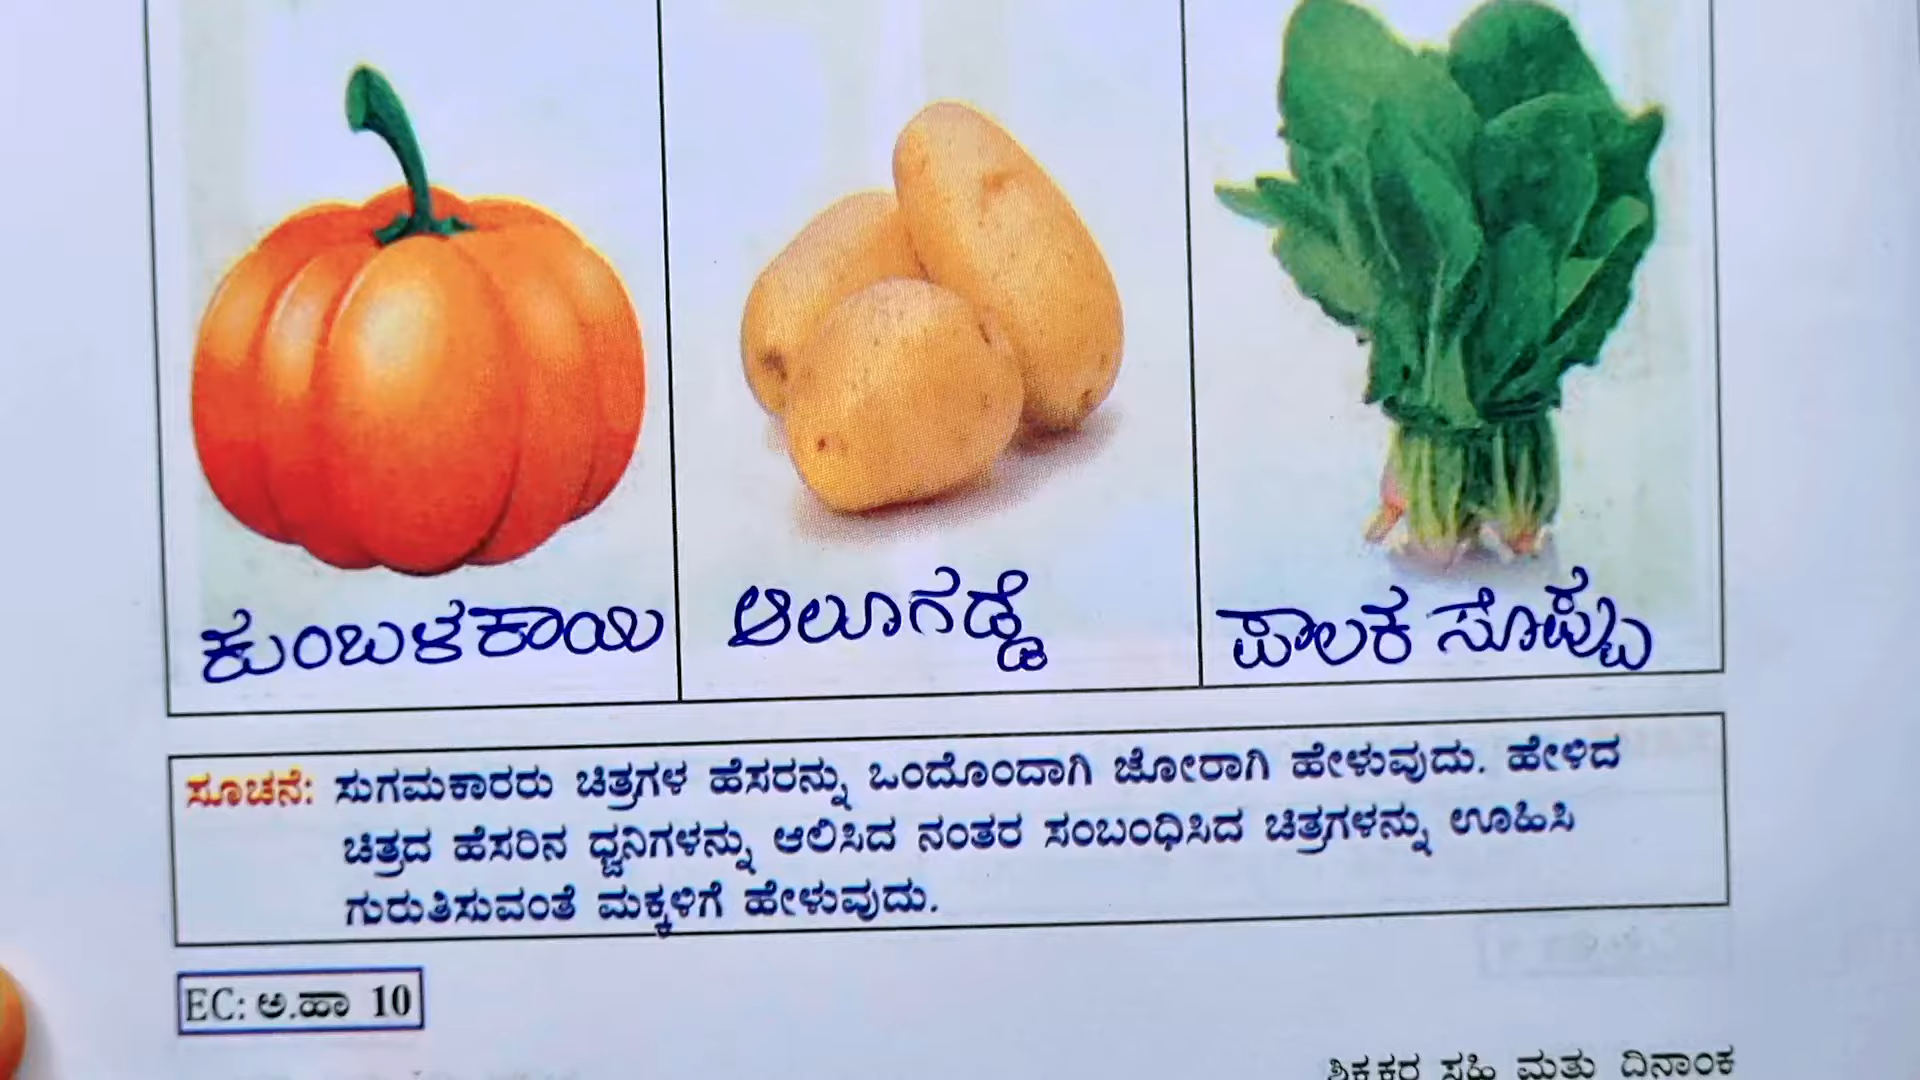 ಕುಂಬಳಕಾಯಿ ಆಲೂಗಡ್ಡೆ ಪಾಲಕ ಸೊಪ್ಪು
ಸೂಚನೆ: ಸುಗಮಕಾರರು ಚಿತ್ರಗಳ ಹೆಸರನ್ನು ಒಂದೊಂದಾಗಿ ಜೋರಾಗಿ ಹೇಳುವುದು. ಹೇಳಿದ
ಚಿತ್ರದ ಹೆಸರಿನ ಧ್ವನಿಗಳನ್ನು ಆಲಿಸಿದ ನಂತರ ಸಂಬಂಧಿಸಿದ ಚಿತ್ರಗಳನ್ನು ಊಹಿಸಿ
ಗುರುತಿಸುವಂತೆ ಮಕ್ಕಳಿಗೆ ಹೇಳುವುದು.
EC: ಅ.ಹಾ 10
ಸಹಿ ಮತ್ತು ದಿನಾಂಕ